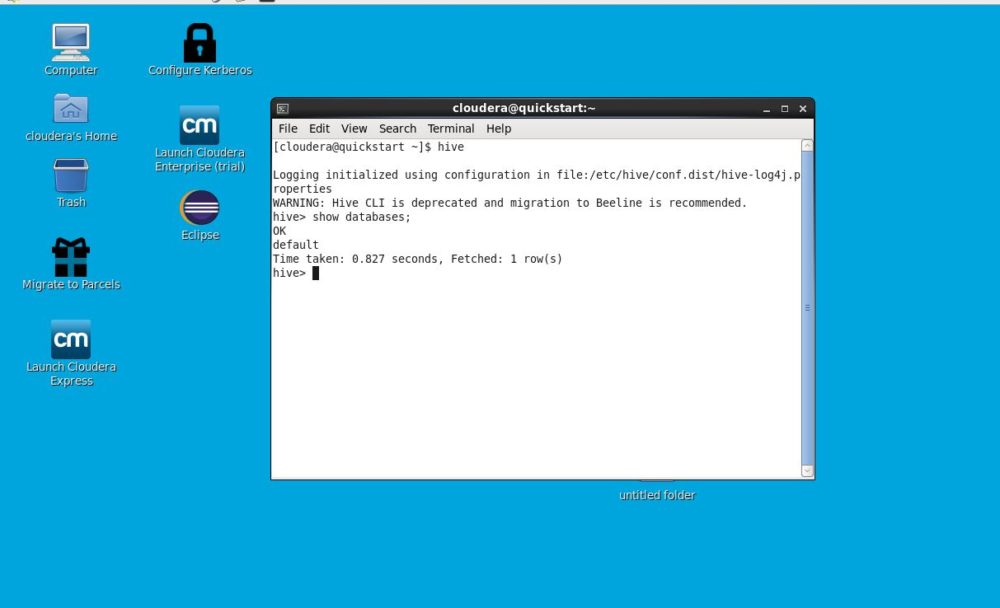 Computer
Configure Kerberos
cloudera's Home
cm
Launch Cloudera
Enterprise (trial)
Trash
Eclipse
Migrate to Parcels
cm
Launch Cloudera
Express
cloudera@quickstart:~
File Edit View Search Terminal Help
[cloudera@quickstart ~]$ hive
Logging initialized using configuration in file:/etc/hive/conf.dist/hive-log4j.p
roperties
WARNING: Hive CLI is deprecated and migration to Beeline is recommended.
hive> show databases;
OK
default
Time taken: 0.827 seconds, Fetched: 1 row(s)
hive>
untitled folder